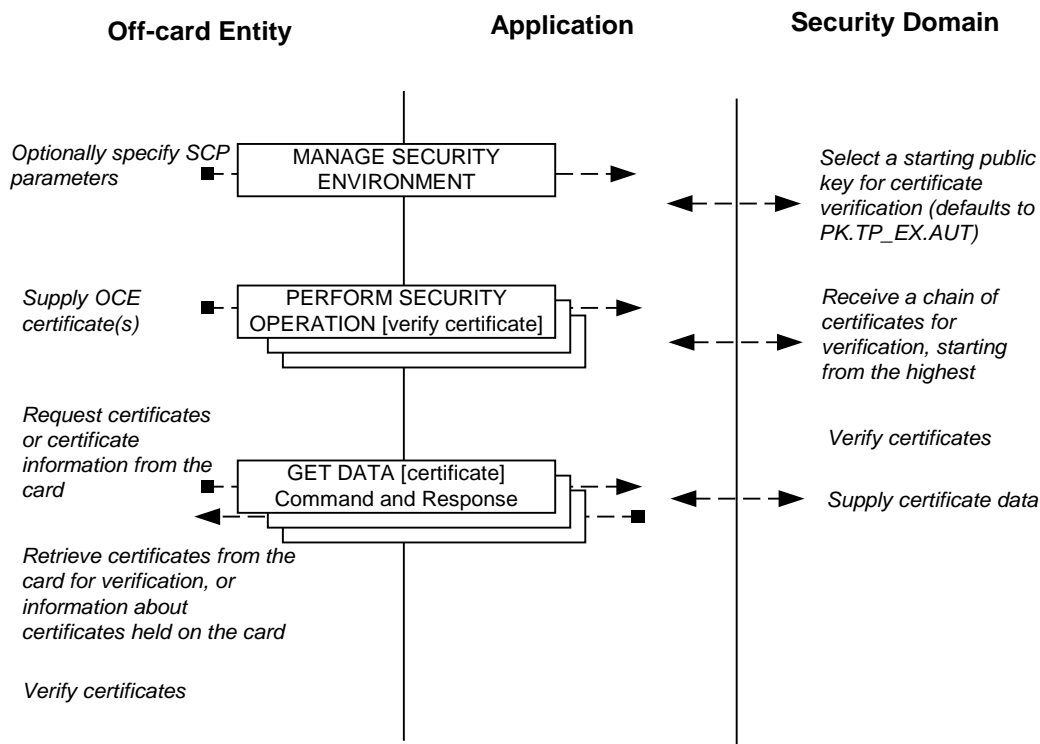 Off-card Entity
Application
Security Domain
Optionally specify SCP
parameters
MANAGE SECURITY
ENVIRONMENT
Select a starting public
key for certificate
verification (defaults to
PK.TP_EX.AUT)
Supply OCE
certificate(s)
PERFORM SECURITY
OPERATION [verify certificate]
Receive a chain of
certificates for
verification, starting
from the highest
Request certificates
or certificate
information from the
card
Verify certificates
GET DATA [certificate]
Command and Response
Supply certificate data
Retrieve certificates from the
card for verification, or
information about
certificates held on the card
Verify certificates